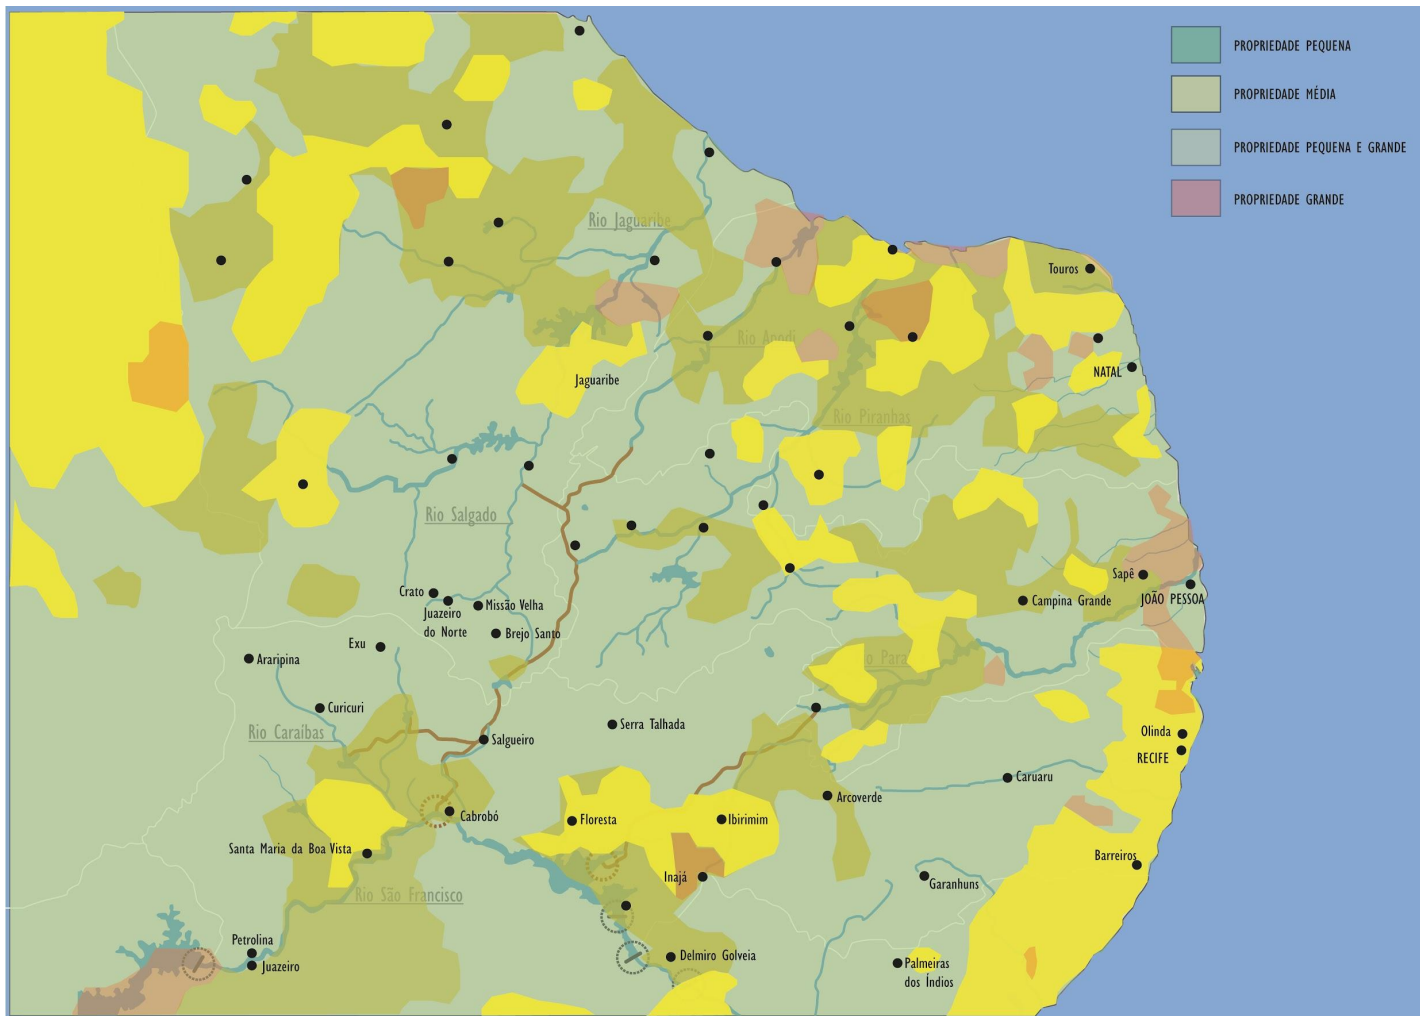 PROPRIEDADE PEQUENA
PROPRIEDADE MÉDIA
PROPRIEDADE PEQUENA E GRANDE
PROPRIEDADE GRANDE
Rio Jaguaribe
Touros
Rio Apodi
NATAL
Jaguaribe
Rio Piranhas
Rio Salgado
Sapê
Crato
JOÃO PESSOA
Campina Grande
Missão Velha
Juazeiro
do Norte
Brejo Santo
Exu
Araripina
Curicuri
Serra Talhada
Rio Caraíbas
Salgueiro
Olinda
RECIFE
Caruaru
Arcoverde
Cabrobó
Floresta
Ibirimim
Santa Maria da Boa Vista
Barreiros
Inajá
Garanhuns
Rio São Francisco
Petrolina
Juazeiro
Delmiro Golveia
Palmeiras
dos Índios